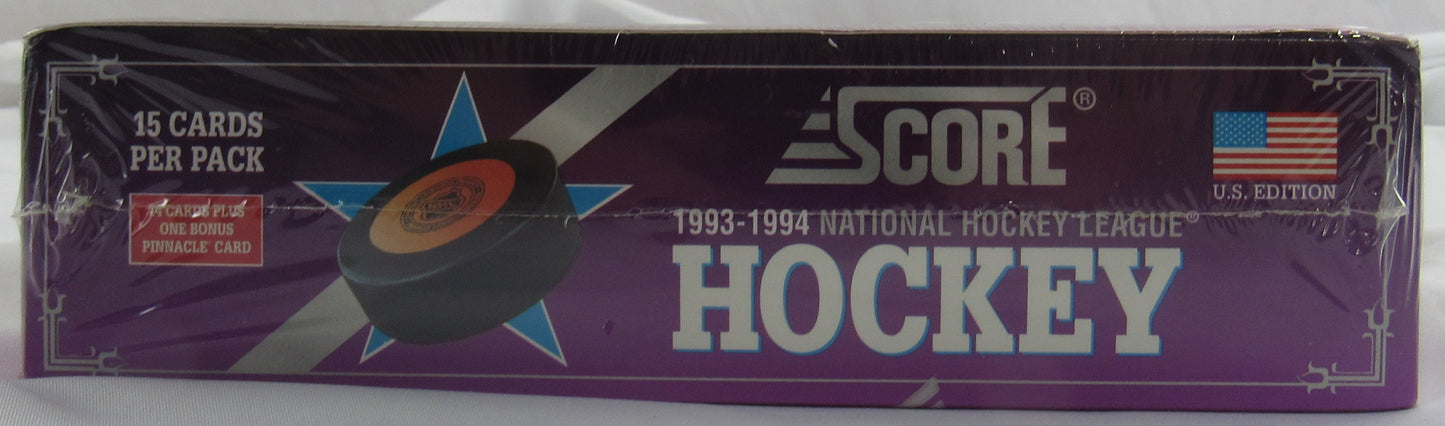 15 CARDS
PER PACK
14 CARDS PLUS
ONE BONUS
PINNACLE® CARD
SCORE®
1993-1994 NATIONAL HOCKEY LEAGUE®
HOCKEY
U.S. EDITION